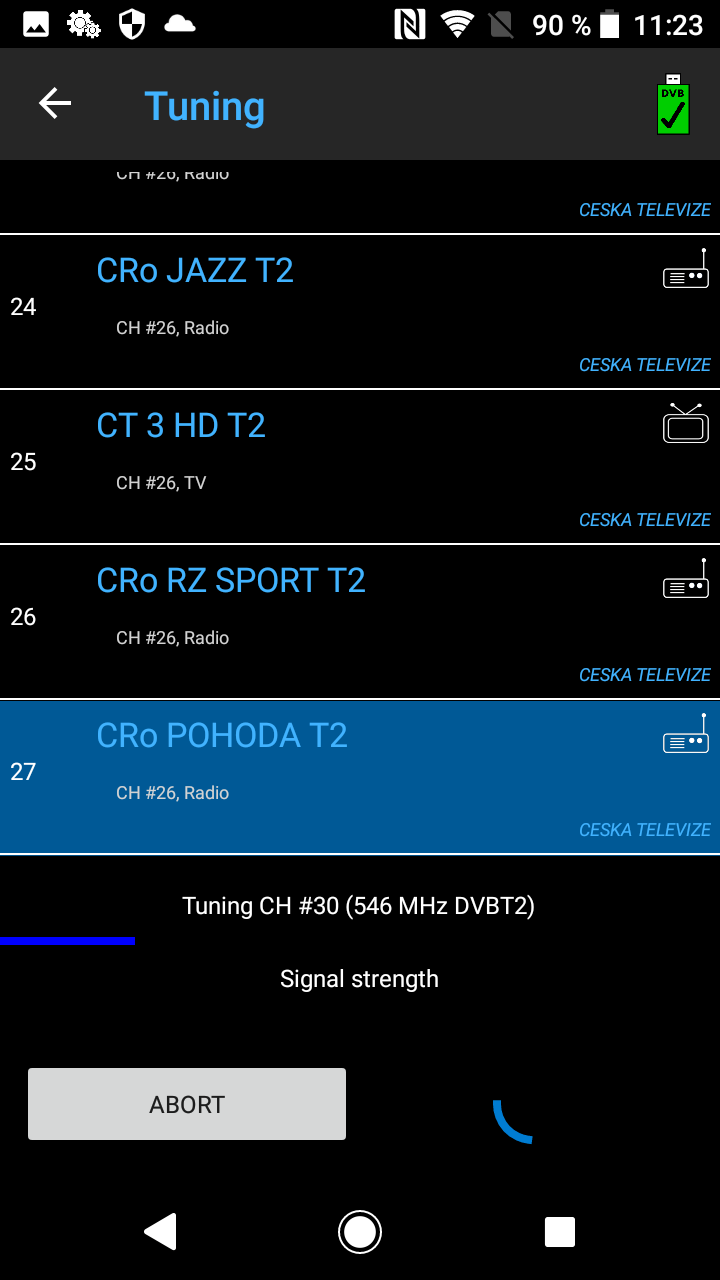 90 % 11:23
Tuning
DVB
CH #26, Radio
CESKA TELEVIZE
24
CRo JAZZ T2
CH #26, Radio
CESKA TELEVIZE
25
CT 3 HD T2
CH #26, TV
CESKA TELEVIZE
26
CRo RZ SPORT T2
CH #26, Radio
CESKA TELEVIZE
27
CRo POHODA T2
CH #26, Radio
CESKA TELEVIZE
Tuning CH #30 (546 MHz DVBT2)
Signal strength
ABORT